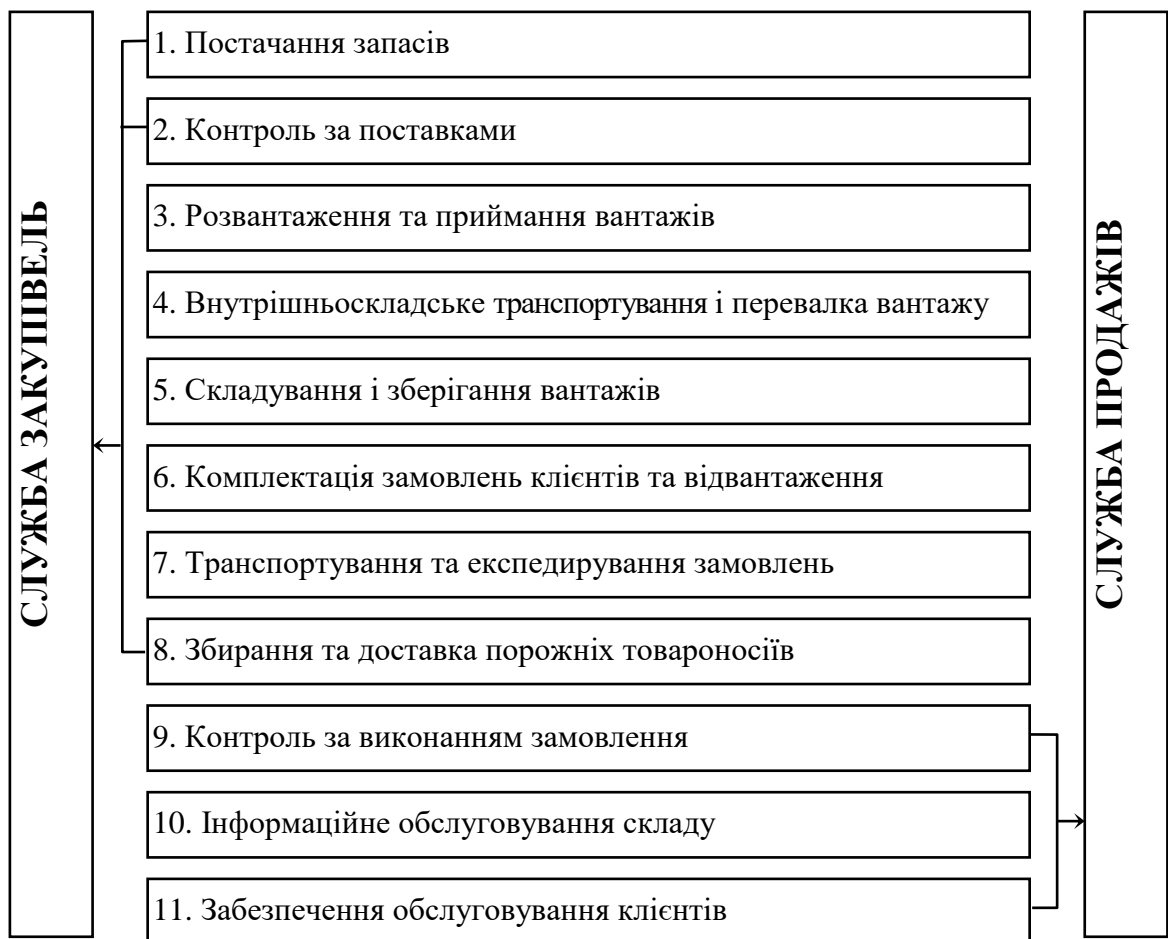 СЛУЖБА ЗАКУПІВЕЛЬ
1. Постачання запасів
2. Контроль за поставками
3. Розвантаження та приймання вантажів
4. Внутрішньоскладське транспортування і перевалка вантажу
5. Складування і зберігання вантажів
6. Комплектація замовлень клієнтів та відвантаження
7. Транспортування та експедирування замовлень
8. Збирання та доставка порожніх товароносіїв
9. Контроль за виконанням замовлення
10. Інформаційне обслуговування складу
11. Забезпечення обслуговування клієнтів
СЛУЖБА ПРОДАЖІВ